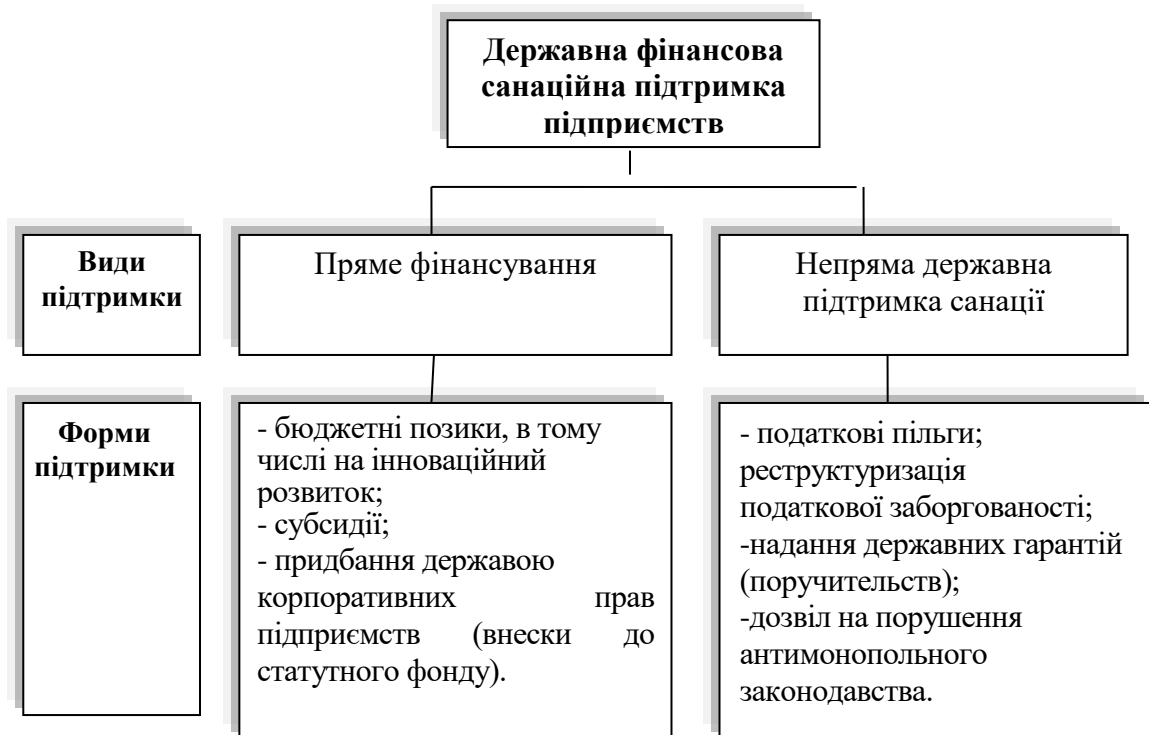 Державна фінансова
санаційна підтримка
підприємств
Види
підтримки
Пряме фінансування
Непряма державна
підтримка санації
Форми
підтримки
- бюджетні позики, в тому
числі на інноваційний
розвиток;
- субсидії;
- придбання державою
корпоративних прав
підприємств (внески до
статутного фонду).
- податкові пільги;
реструктуризація
податкової заборгованості;
-надання державних гарантій
(поручительств);
-дозвіл на порушення
антимонопольного
законодавства.